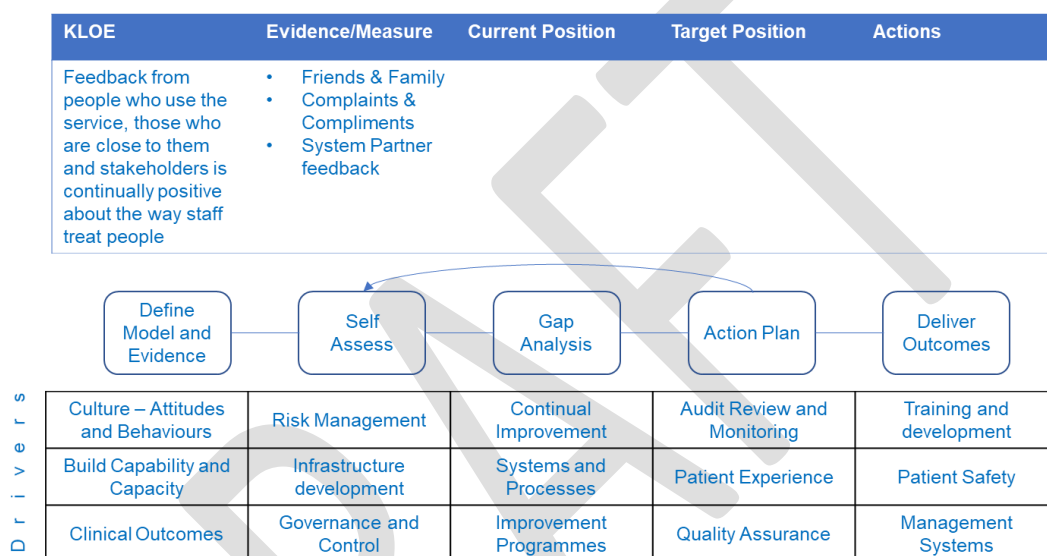 KLOE Evidence/Measure Current Position Target Position Actions
Feedback from
people who use the
service, those who
are close to them
and stakeholders is
continually positive
about the way staff
treat people
• Friends & Family
• Complaints &
Compliments
• System Partner
feedback
Define
Model and
Evidence
Self
Assess
Gap
Analysis
Action Plan
Deliver
Outcomes
Drivers
Culture – Attitudes
and Behaviours
Risk Management
Continual
Improvement
Audit Review and
Monitoring
Training and
development
Build Capability and
Capacity
Infrastructure
development
Systems and
Processes
Patient Experience
Patient Safety
Clinical Outcomes
Governance and
Control
Improvement
Programmes
Quality Assurance
Management
Systems
DRAFT